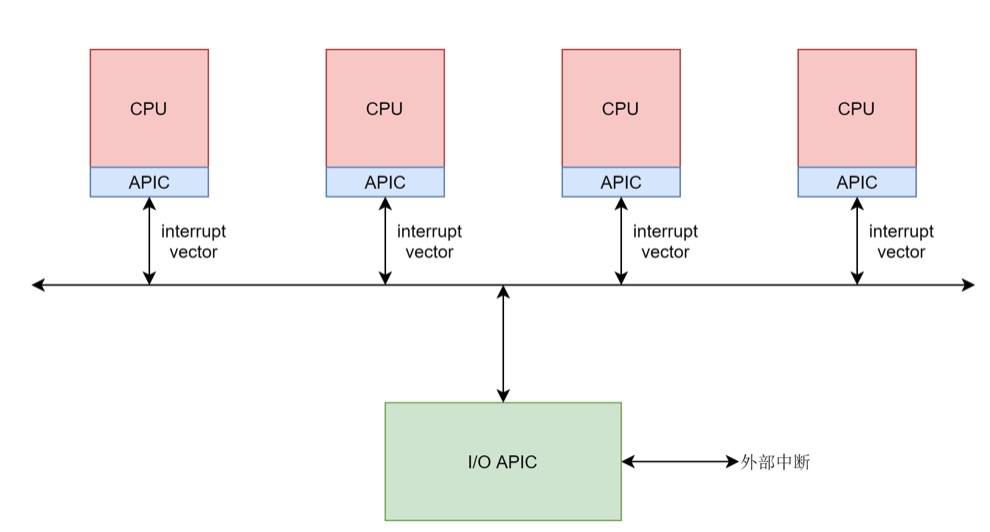 CPU
CPU
CPU
CPU
APIC
APIC
APIC
APIC
interrupt
vector
interrupt
vector
interrupt
vector
interrupt
vector
I/O APIC
外部中断